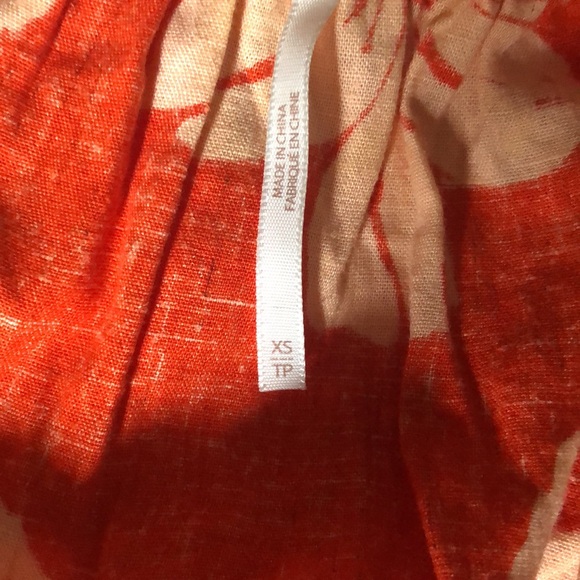 MADE IN CHINA
FABRIQUÉ EN CHINE
XS
TP